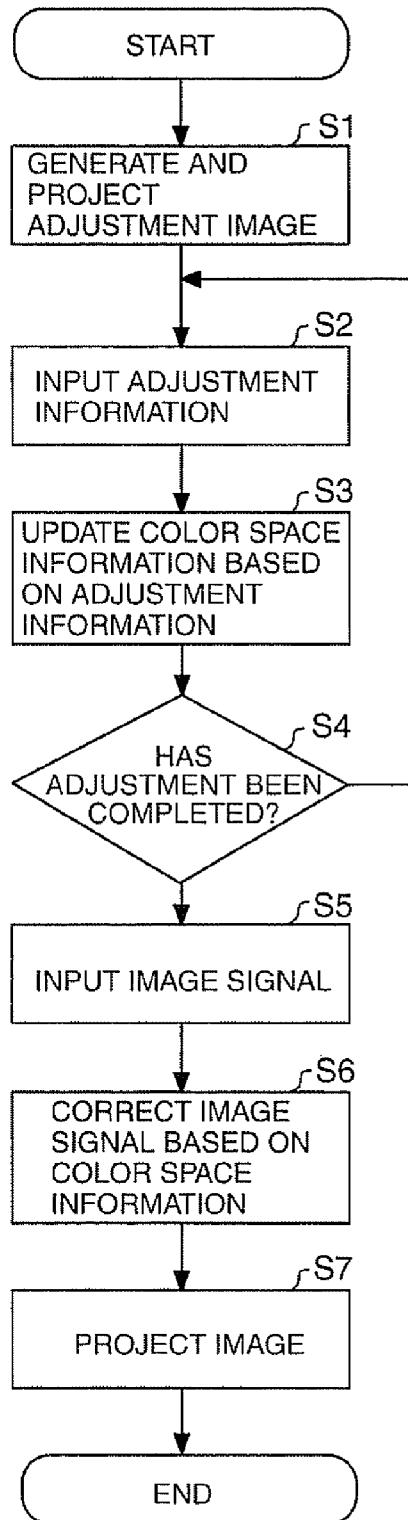 START
S1
GENERATE AND
PROJECT
ADJUSTMENT IMAGE
S2
INPUT ADJUSTMENT
INFORMATION
S3
UPDATE COLOR SPACE
INFORMATION BASED
ON ADJUSTMENT
INFORMATION
S4
HAS
ADJUSTMENT BEEN
COMPLETED?
S5
INPUT IMAGE SIGNAL
S6
CORRECT IMAGE
SIGNAL BASED ON
COLOR SPACE
INFORMATION
S7
PROJECT IMAGE
END